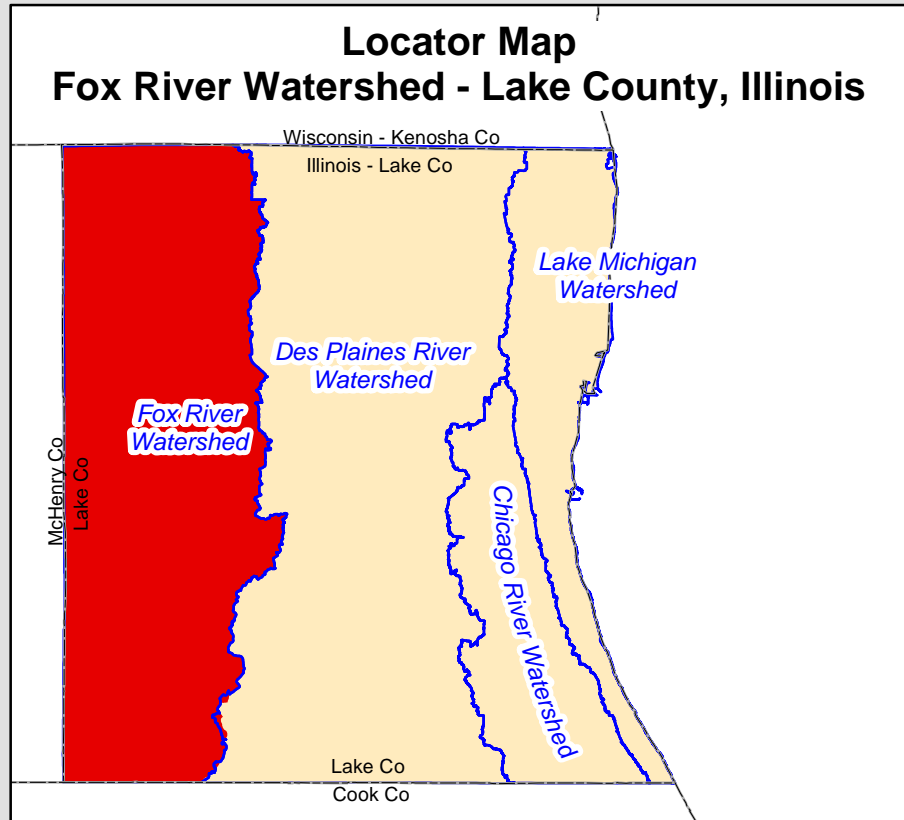 Locator Map
Fox River Watershed - Lake County, Illinois
Wisconsin - Kenosha Co
Illinois - Lake Co
Lake Michigan
Watershed
Des Plaines River
Watershed
Fox River
Watershed
McHenry Co
Lake Co
Chicago River Watershed
Lake Co
Cook Co